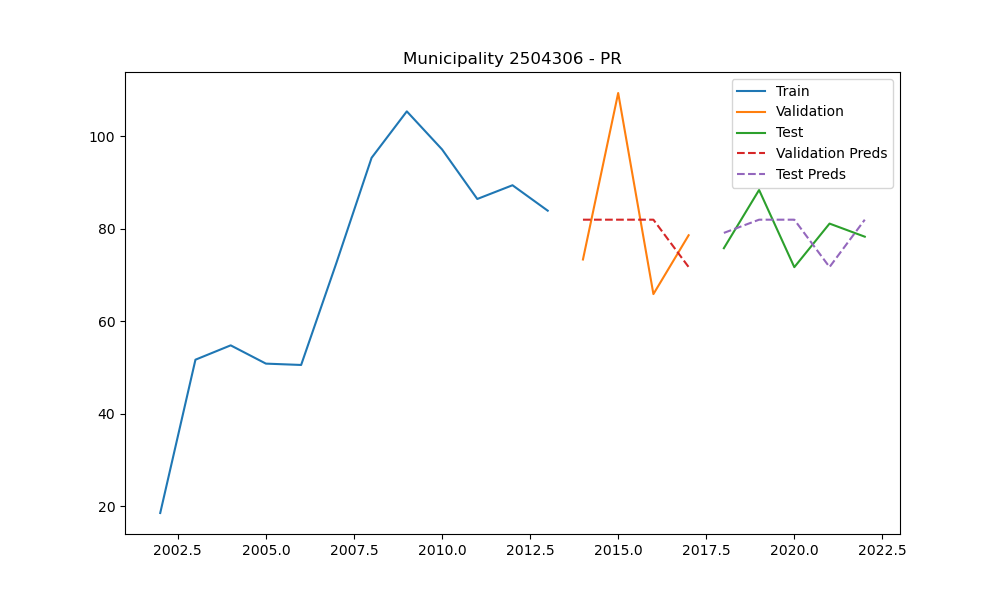 Municipality 2504306 - PR
Train
Validation
Test
Validation Preds
Test Preds
100
80
60
40
20
2002.5 2005.0 2007.5 2010.0 2012.5 2015.0 2017.5 2020.0 2022.5